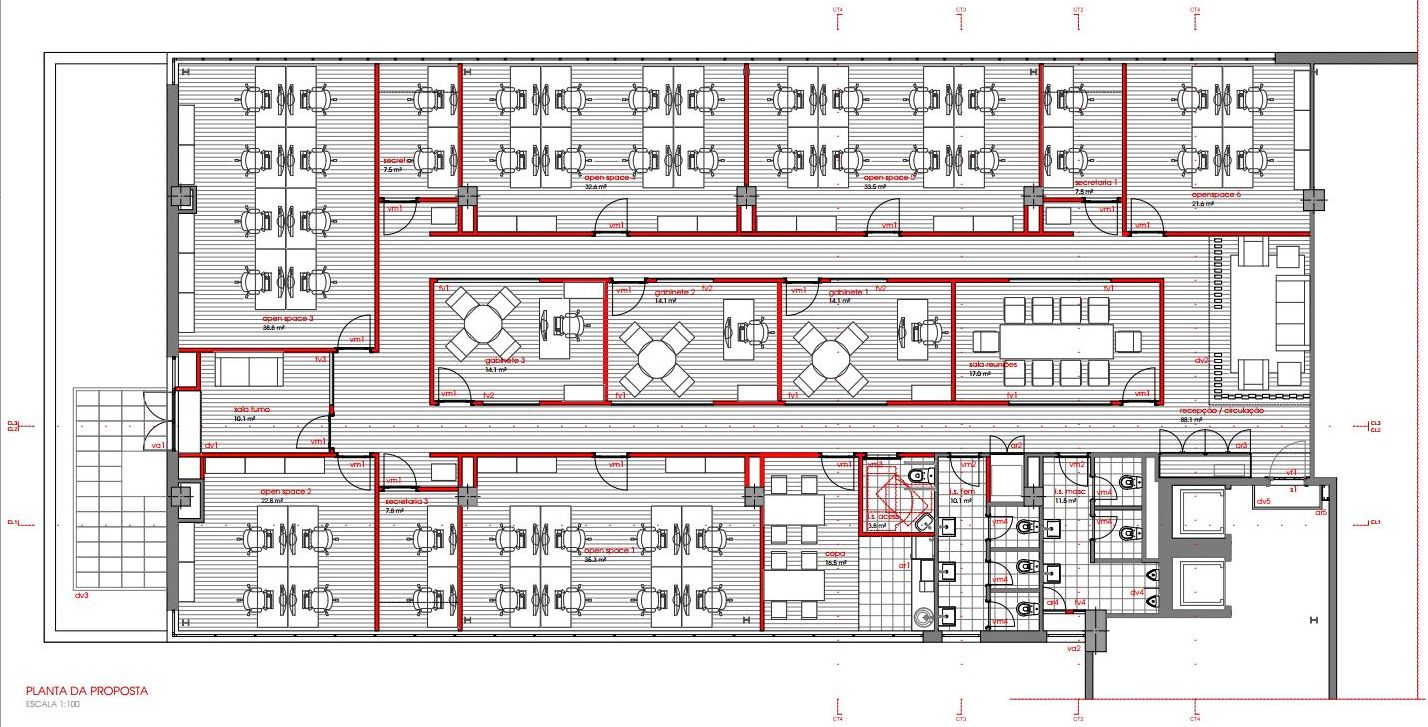 CT4 CT3 CT2 CT4
secret
7.5 m²
open space
32.6 m²
open space
33.5 m²
secretaria 1
7.5 m²
openspace 6
21.6 m²
vm1
vm1
vm1
vm1
vm1
fv1
vm1
gabinete 2
14.1 m²
fv2
vm1
gabinete 1
14.1 m²
fv2
fv1
open space 3
38.8 m²
vm1
fv3
gabinete 3
14.1 m²
sala reuniões
17.0 m²
dv2
vm1
fv2
fv1
fv1
fv1
vm1
sala fumo
10.1 m²
recepção / circulação
88.1 m²
CL3
CL2
CL3
CL2
va1
dv1
vm1
ar2
ar3
vm1
vm1
vm1
vm1
vm3
vm2
vm2
vf1
s1
open space 2
22.8 m²
secretaria 3
7.8 m²
i.s. fem
10.1 m²
i.s. masc
11.5 m²
vm4
dv5
ar5
CL1
i.s. acess
3.6 m²
vm4
vm4
CL1
open space 1
35.3 m²
copa
16.5 m²
ar1
vm4
dv3
ar4
fv4
dv4
vm4
va2
PLANTA DA PROPOSTA
ESCALA 1:100
CT4 CT3 CT2 CT4